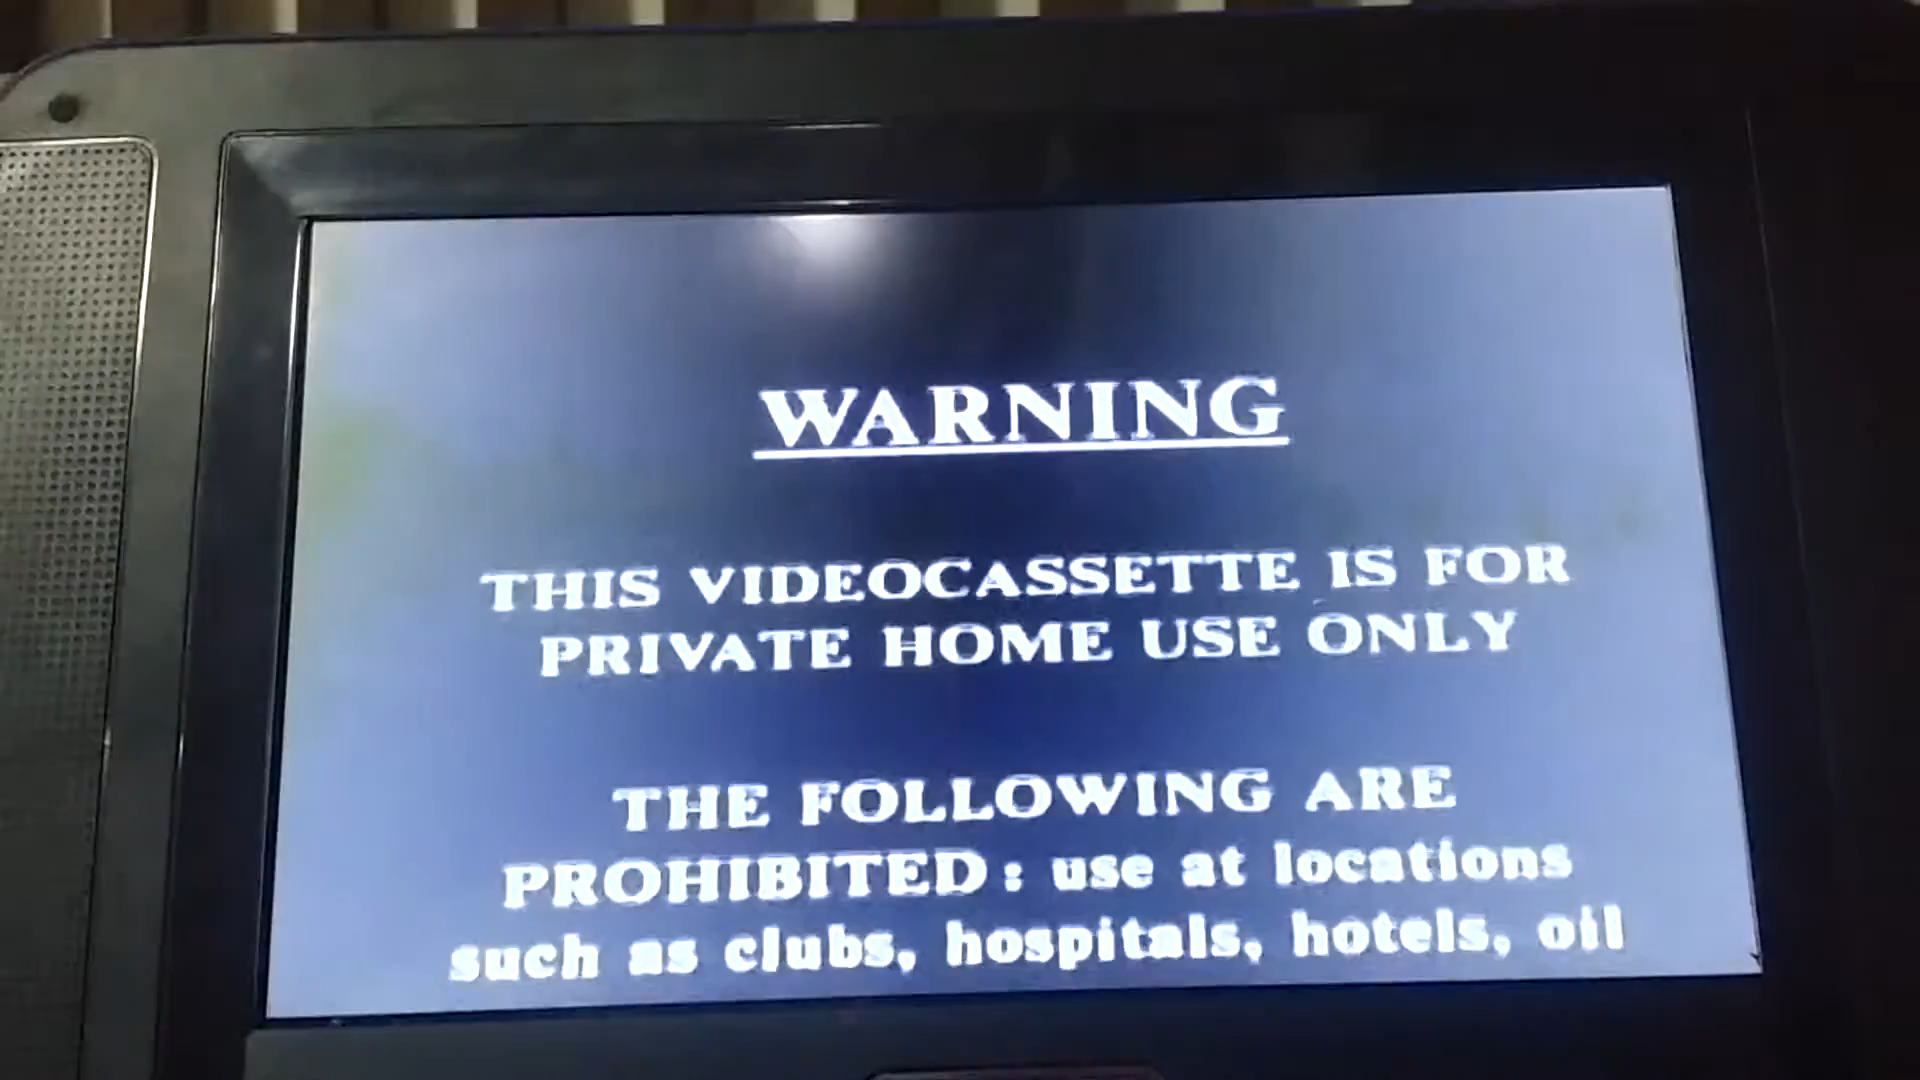 WARNING
THIS VIDEOCASSETTE IS FOR
PRIVATE HOME USE ONLY
THE FOLLOWING ARE
PROHIBITED: use at locations
such as clubs, hospitals, hotels, oil